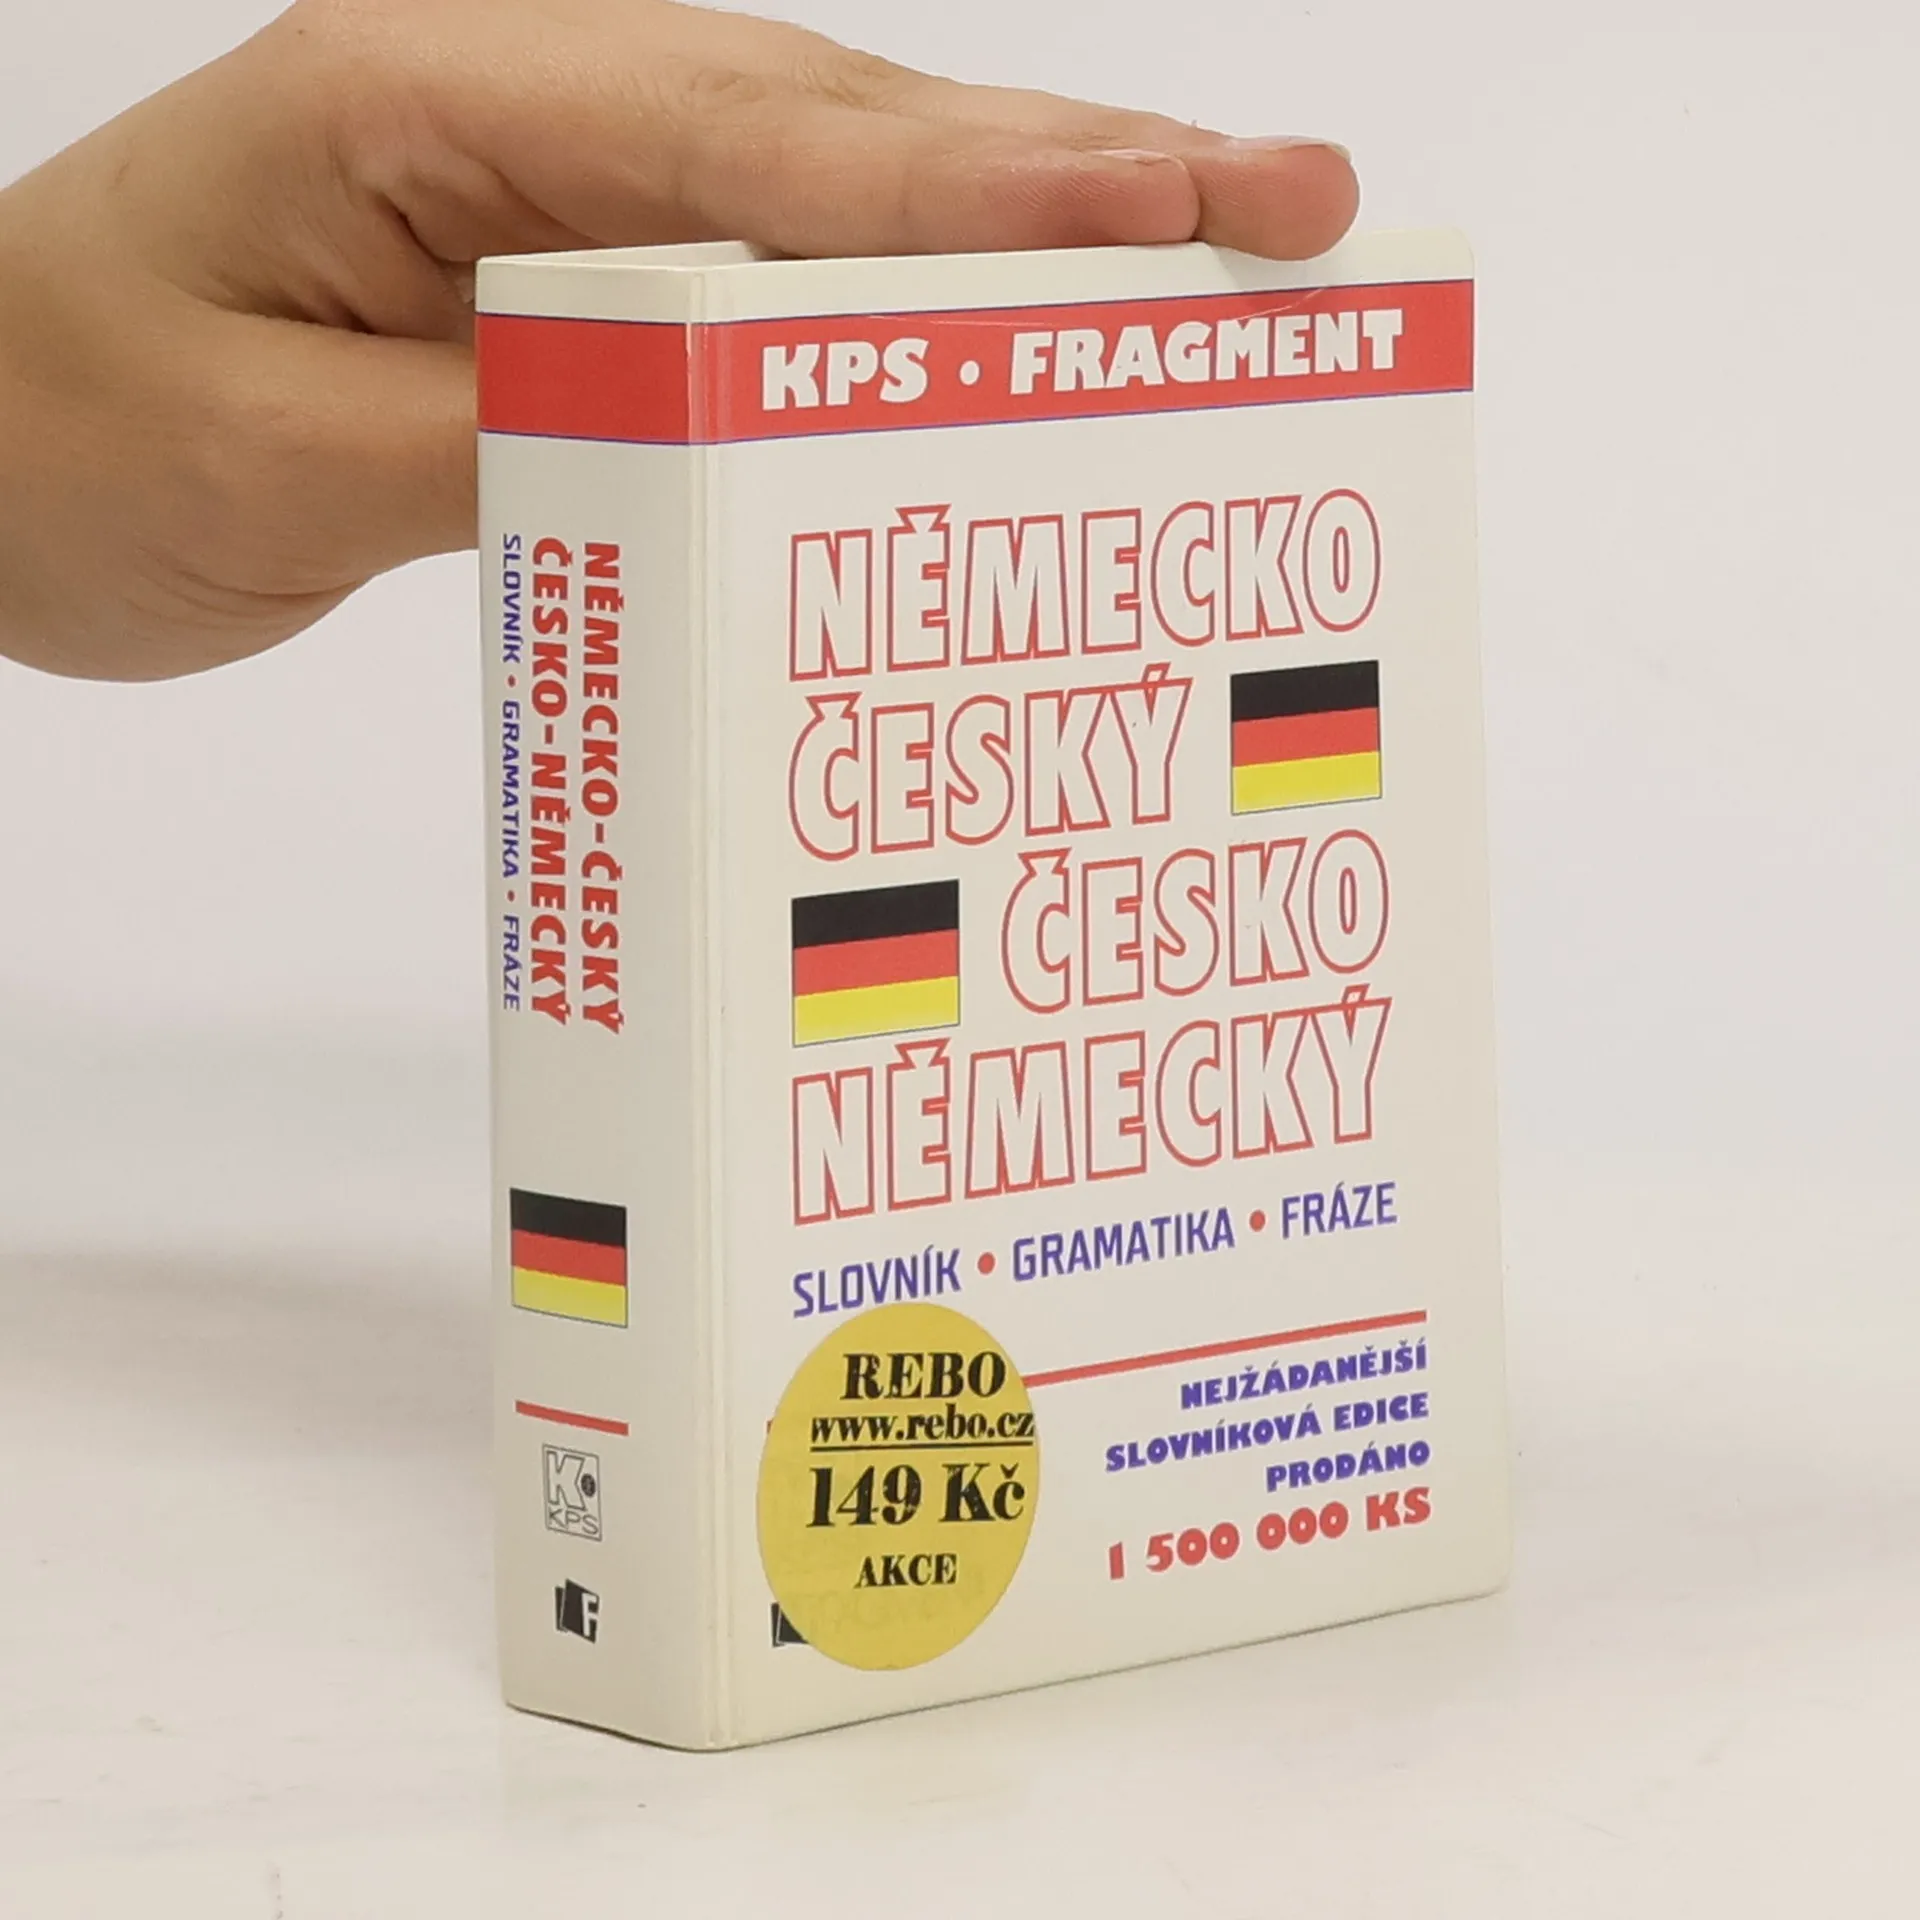 KPS • FRAGMENT
NĚMECKO
ČESKÝ
ČESKO
NĚMECKÝ
SLOVNÍK • GRAMATIKA • FRÁZE
NEJŽÁDANĚJŠÍ
SLOVNÍKOVÁ EDICE
PRODÁNO
1 500 000 KS
REBO
www.rebo.cz
149 Kč
AKCE
NĚMECKO-ČESKÝ
ČESKO-NĚMECKÝ
SLOVNÍK • GRAMATIKA • FRÁZE
K
KPS
F